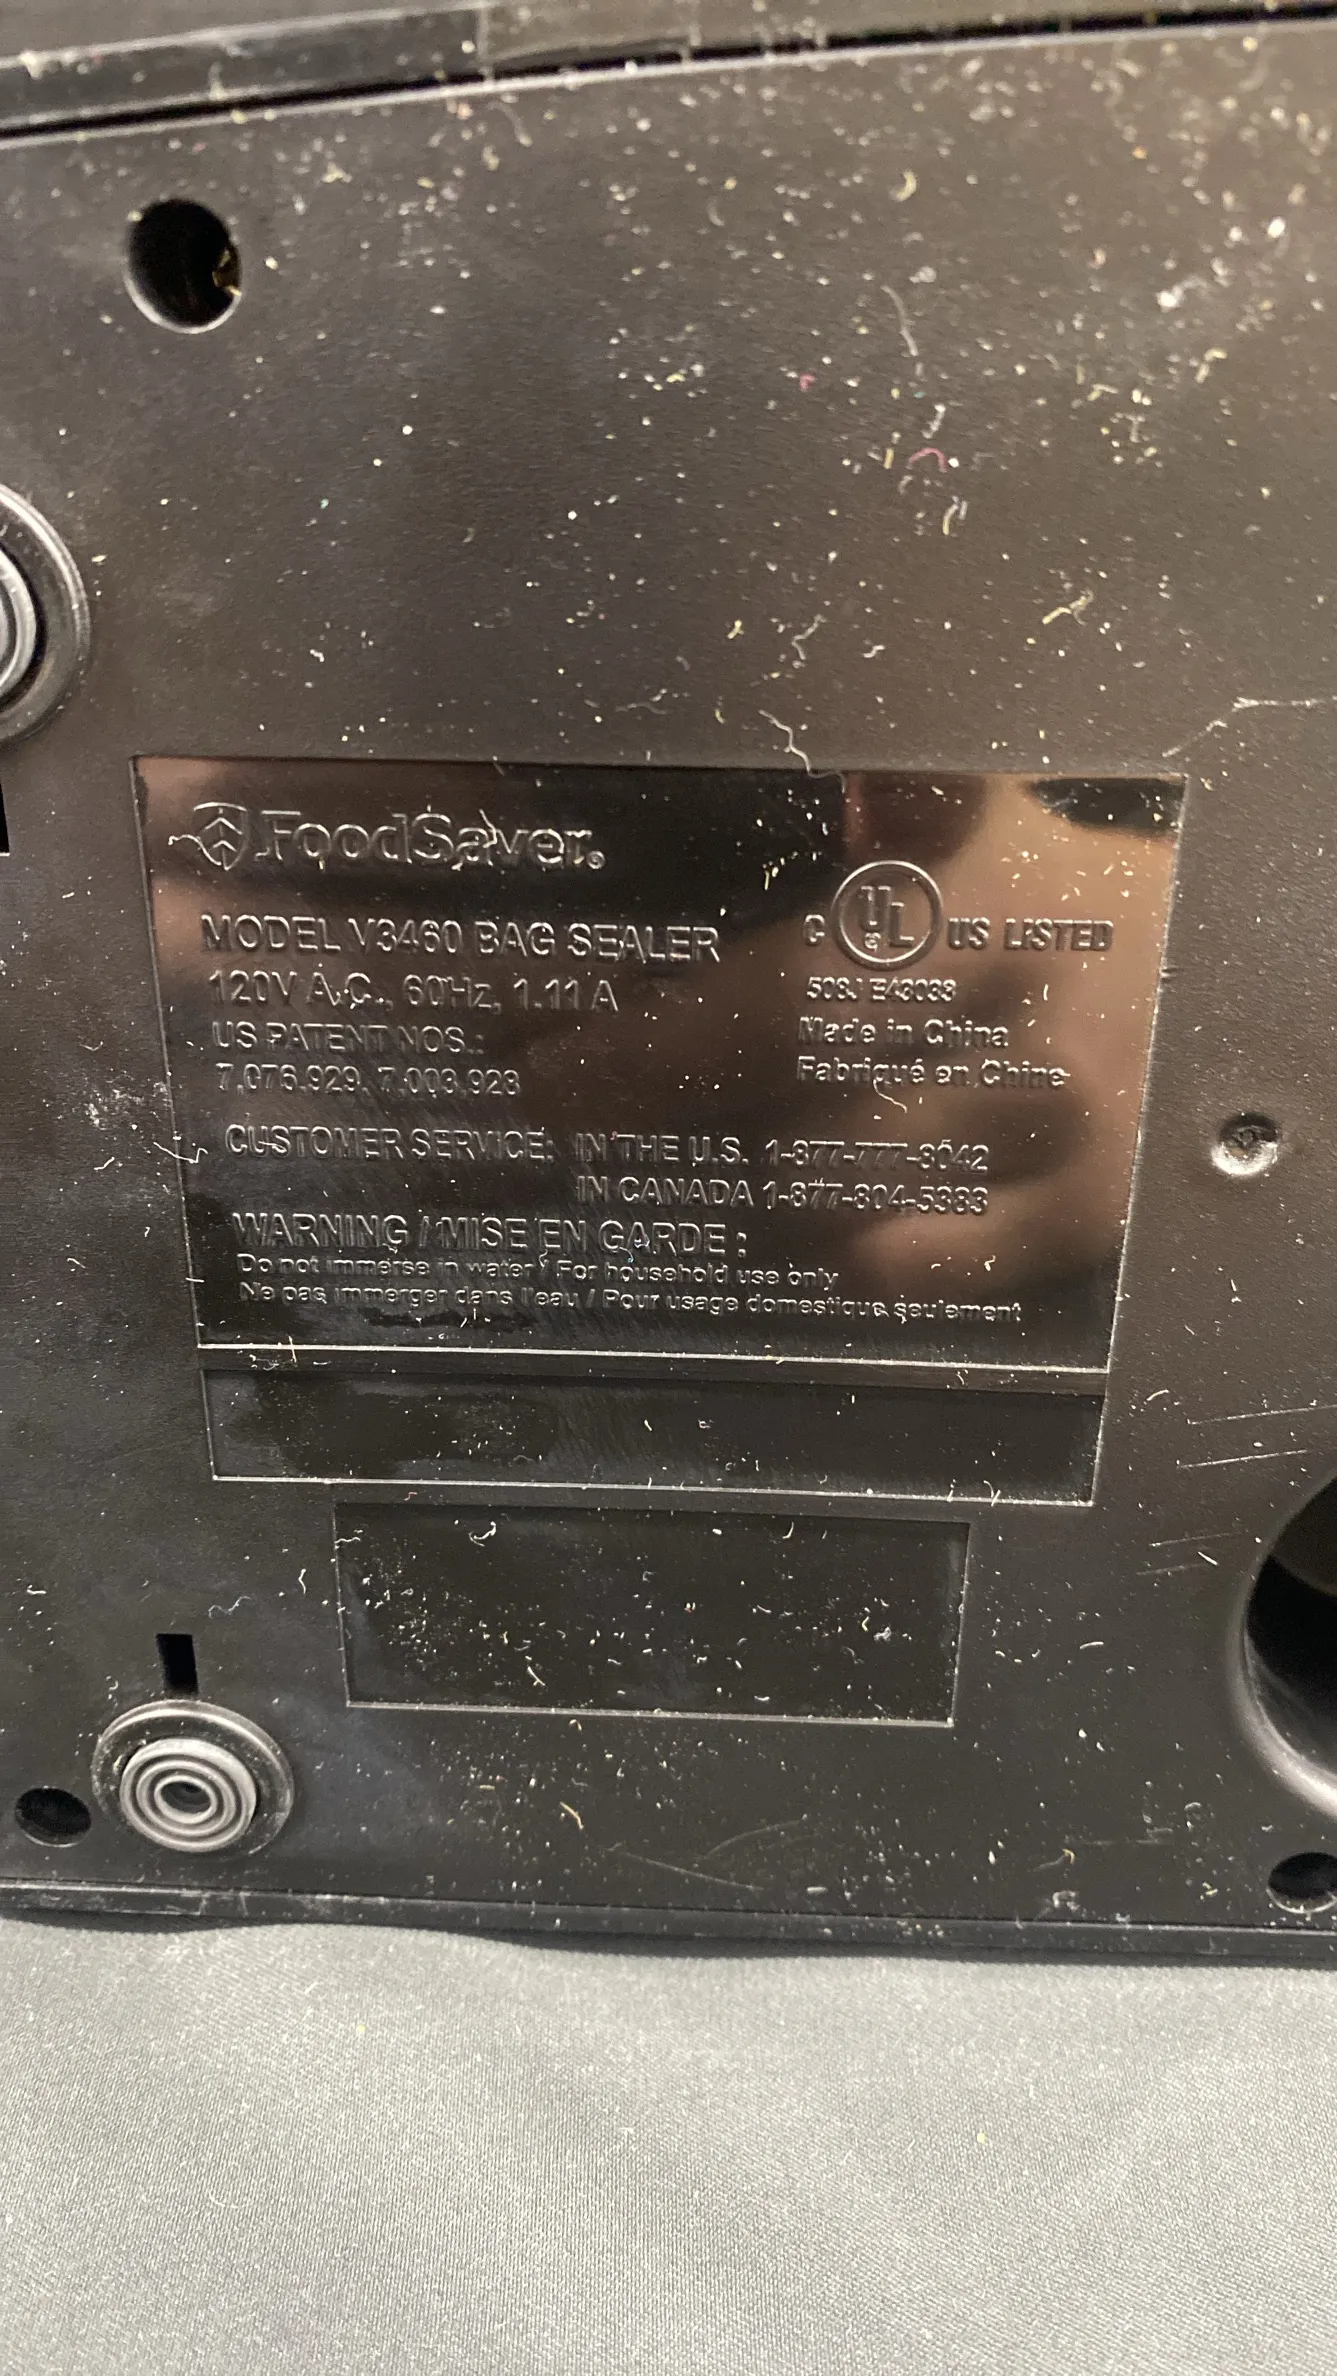 FoodSaver®
MODEL V3460 BAG SEALER
120V A.C., 60Hz, 1.11 A
US PATENT NOS.:
7,076,929, 7,003,928
C UL US LISTED
508J E43033
Made in China
Fabriqué en Chine
CUSTOMER SERVICE: IN THE U.S. 1-877-777-8042
IN CANADA 1-877-804-5383
WARNING / MISE EN GARDE :
Do not immerse in water / For household use only
Ne pas immerger dans l'eau / Pour usage domestique seulement